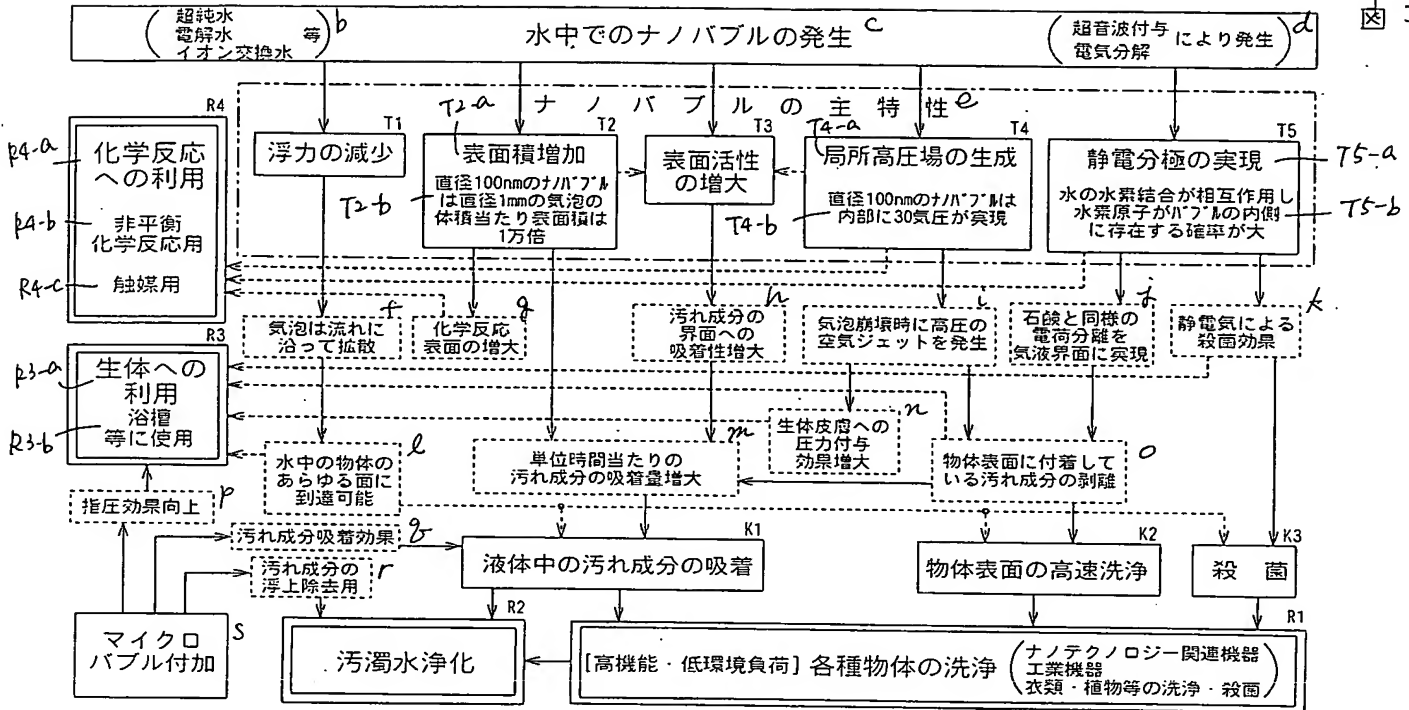 図
超純水
電解水 等
イオン交換水
b
水中でのナノバブルの発生
c
超音波付与
電気分解
により発生
d
ナノバブルの主特性
e
R4
R4-a
化学反応
への利用
R4-b
非平衡
化学反応用
R4-c
触媒用
T1
浮力の減少
T2-a
T2
表面積増加
T2-b
直径100nmのナノバブル
は直径1mmの気泡の
体積当たり表面積は
1万倍
T3
表面活性
の増大
T4-a
T4
局所高圧場の生成
T4-b
直径100nmのナノバブルは
内部に30気圧が実現
T5
静電分極の実現
T5-a
水の水素結合が相互作用し
水素原子がバブルの内側
に存在する確率が大
T5-b
f
気泡は流れに
沿って拡散
g
化学反応
表面の増大
h
汚れ成分の
界面への
吸着性増大
i
気泡崩壊時に高圧の
空気ジェットを発生
j
石鹸と同様の
電荷分離を
気液界面に実現
k
静電気による
殺菌効果
R3
R3-a
生体への
利用
R3-b
浴槽
等に使用
l
水中の物体の
あらゆる面に
到達可能
m
単位時間当たりの
汚れ成分の吸着量増大
n
生体皮膚への
圧力付与
効果増大
o
物体表面に付着して
いる汚れ成分の剥離
指圧効果向上
p
汚れ成分吸着効果
q
汚れ成分の
浮上除去用
r
K1
液体中の汚れ成分の吸着
K2
物体表面の高速洗浄
K3
殺菌
マイクロ
バブル付加
S
R2
汚濁水浄化
R1
[高機能・低環境負荷]各種物体の洗浄
ナノテクノロジー関連機器
工業機器
衣類・植物等の洗浄・殺菌